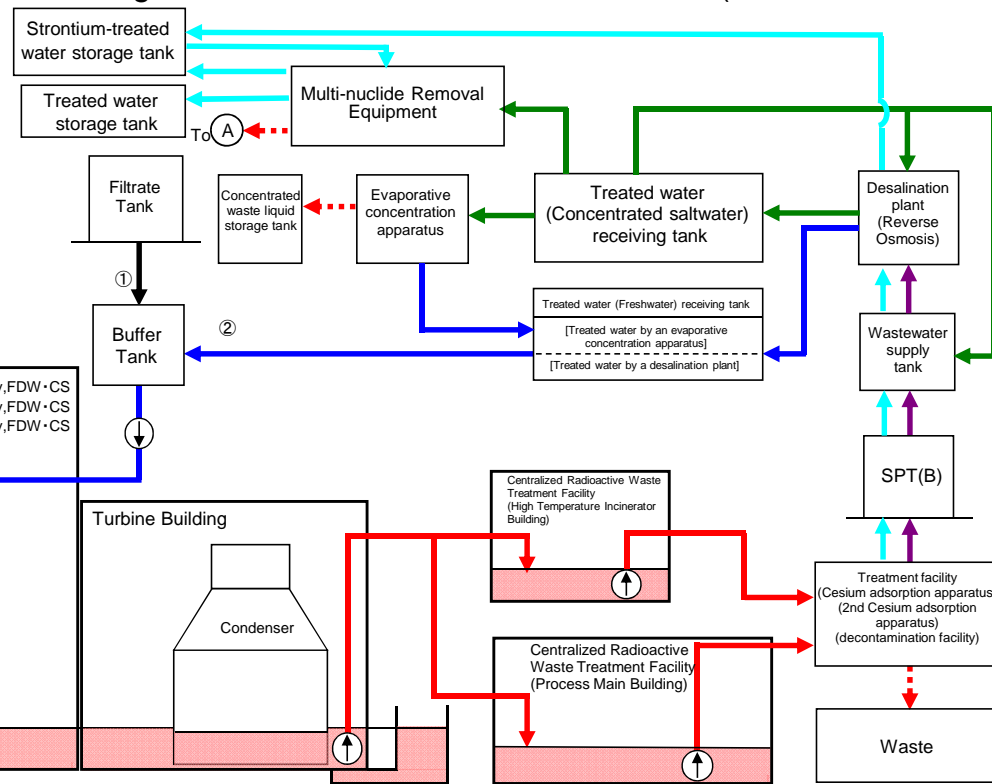 Strontium-treated
water storage tank
Treated water
storage tank
To A
Multi-nuclide Removal
Equipment
Filtrate
Tank
Concentrated
waste liquid
storage tank
Evaporative
concentration
apparatus
Treated water
(Concentrated saltwater)
receiving tank
Desalination
plant
(Reverse
Osmosis)
①
Buffer
Tank
②
Treated water (Freshwater) receiving tank
[Treated water by an evaporative
concentration apparatus]
[Treated water by a desalination plant]
Wastewater
supply
tank
,FDW・CS
,FDW・CS
,FDW・CS
SPT(B)
Turbine Building
Condenser
Centralized Radioactive Waste
Treatment Facility
(High Temperature Incinerator
Building)
Treatment facility
(Cesium adsorption apparatus
(2nd Cesium adsorption
apparatus)
(decontamination facility)
Centralized Radioactive
Waste Treatment Facility
(Process Main Building)
Waste